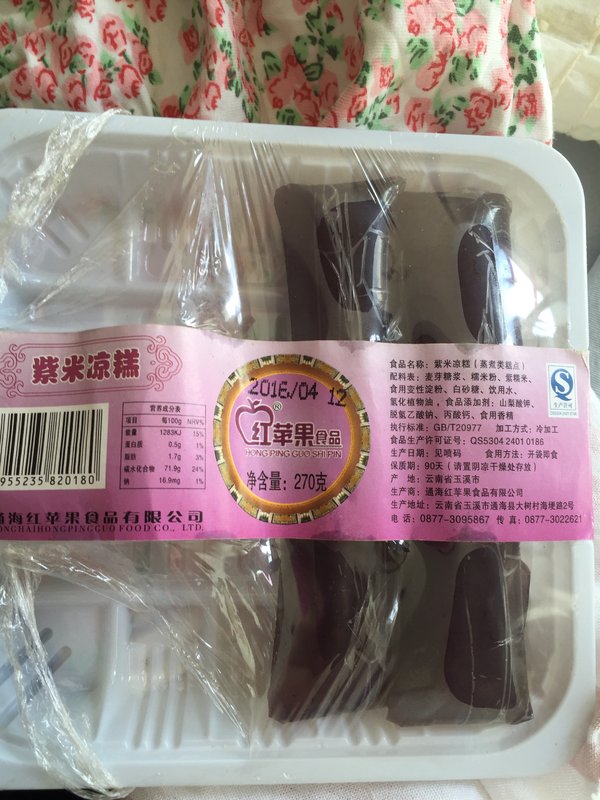 紫米凉糕
营养成分表
项目 每100g NRV%
能量 1283KJ 15%
蛋白质 0.5g 1%
脂肪 1.7g 3%
碳水化合物 71.9g 24%
钠 16.9mg 1%
955235 820180
通海红苹果食品有限公司
TONGHAIHONGPINGGUO FOOD CO., LTD.
2016/04 12
红苹果食品
®
HONG PING GUO SHI PIN
净含量: 270克
食品名称: 紫米凉糕 (蒸煮类糕点)
配料表: 麦芽糖浆、糯米粉、紫糯米、
食用变性淀粉、白砂糖、饮用水、
氢化植物油, 食品添加剂: 山梨酸钾、
脱氢乙酸钠、丙酸钙、食用香精
执行标准: GB/T20977 加工方式: 冷加工
食品生产许可证号: QS5304 2401 0186
生产日期: 见喷码 食用方法: 开袋即食
保质期: 90天 (请置阴凉干燥处存放)
产地: 云南省玉溪市
生产商: 通海红苹果食品有限公司
生产地址: 云南省玉溪市通海县大树村海埂路2号
电话: 0877-3095867 传真: 0877-3022621
QS
生产许可